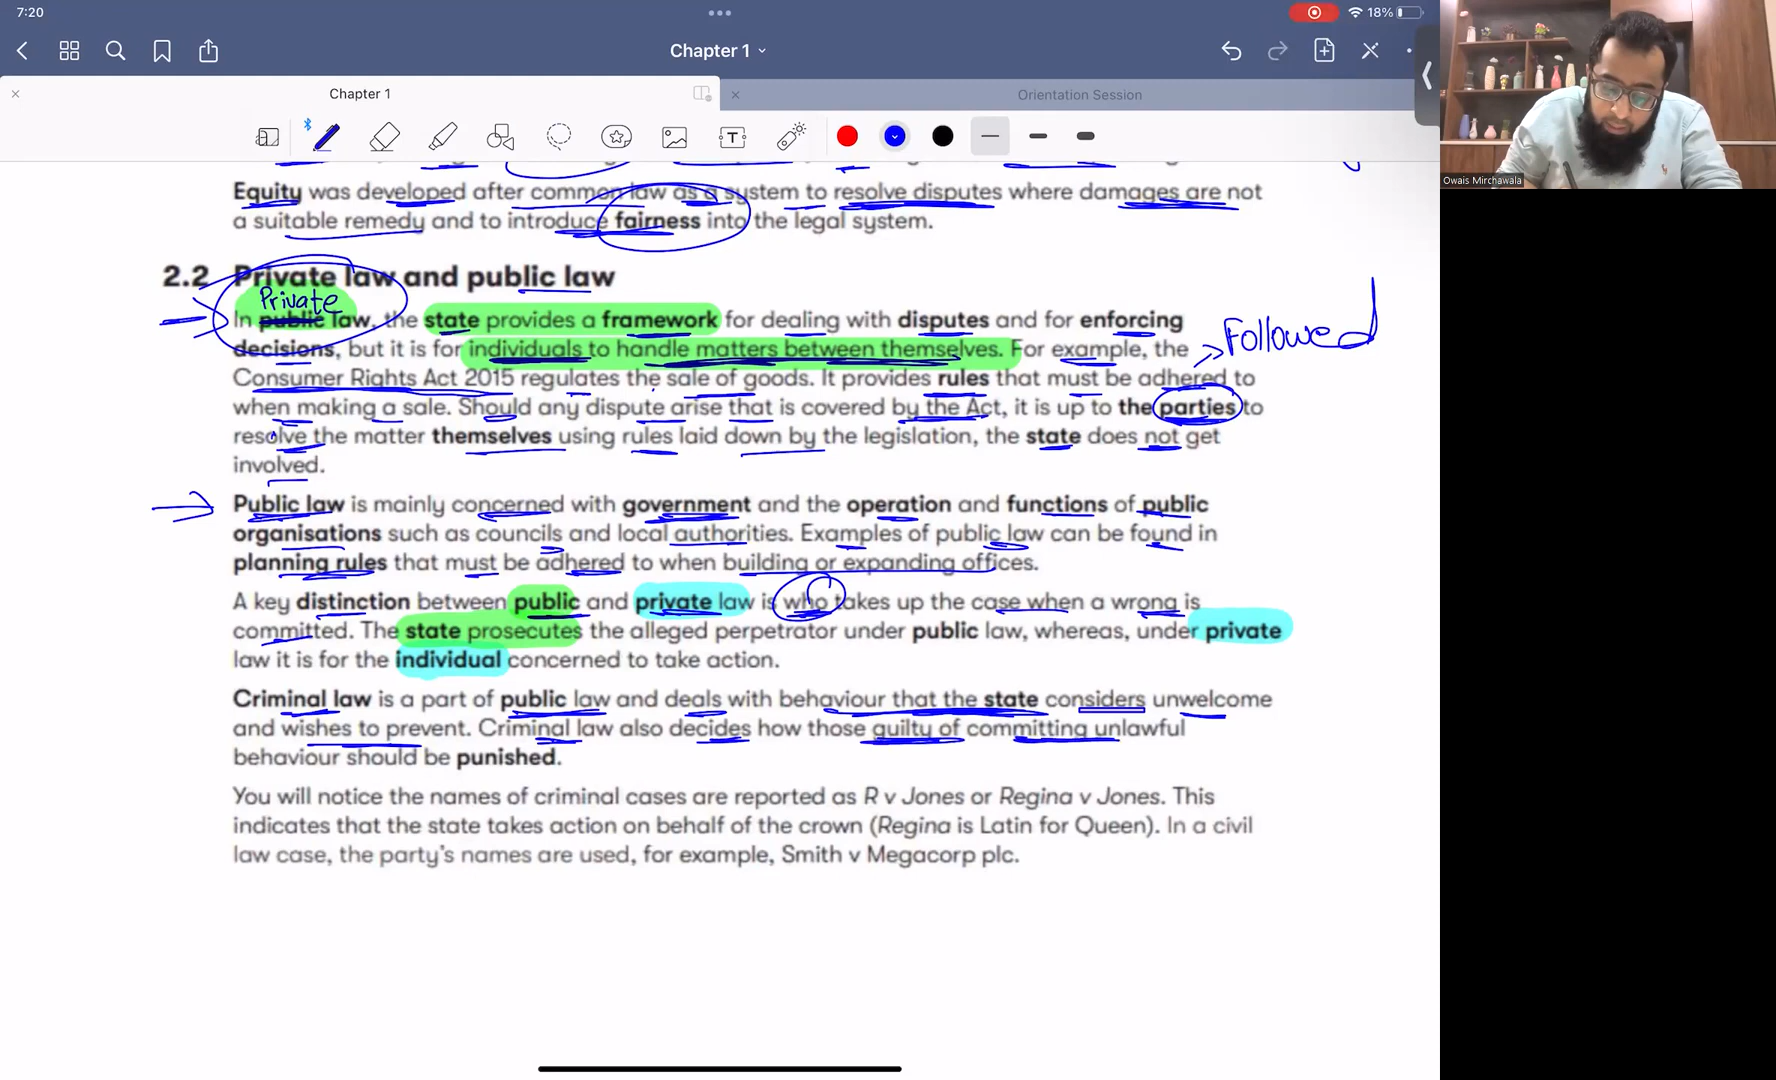 7:20
18%
Chapter 1
Chapter 1
Orientation Session
T
Owais Mirchawala
Equity was developed after common law as a system to resolve disputes where damages are not
a suitable remedy and to introduce fairness into the legal system.
2.2 Private law and public law
Private
In public law, the state provides a framework for dealing with disputes and for enforcing
Followed
decisions, but it is for individuals to handle matters between themselves. For example, the
Consumer Rights Act 2015 regulates the sale of goods. It provides rules that must be adhered to
when making a sale. Should any dispute arise that is covered by the Act, it is up to the parties to
resolve the matter themselves using rules laid down by the legislation, the state does not get
involved.
Public law is mainly concerned with government and the operation and functions of public
organisations such as councils and local authorities. Examples of public law can be found in
planning rules that must be adhered to when building or expanding offices.
A key distinction between public and private law is who takes up the case when a wrong is
committed. The state prosecutes the alleged perpetrator under public law, whereas, under private
law it is for the individual concerned to take action.
Criminal law is a part of public law and deals with behaviour that the state considers unwelcome
and wishes to prevent. Criminal law also decides how those guilty of committing unlawful
behaviour should be punished.
You will notice the names of criminal cases are reported as R v Jones or Regina v Jones. This
indicates that the state takes action on behalf of the crown (Regina is Latin for Queen). In a civil
law case, the party's names are used, for example, Smith v Megacorp plc.